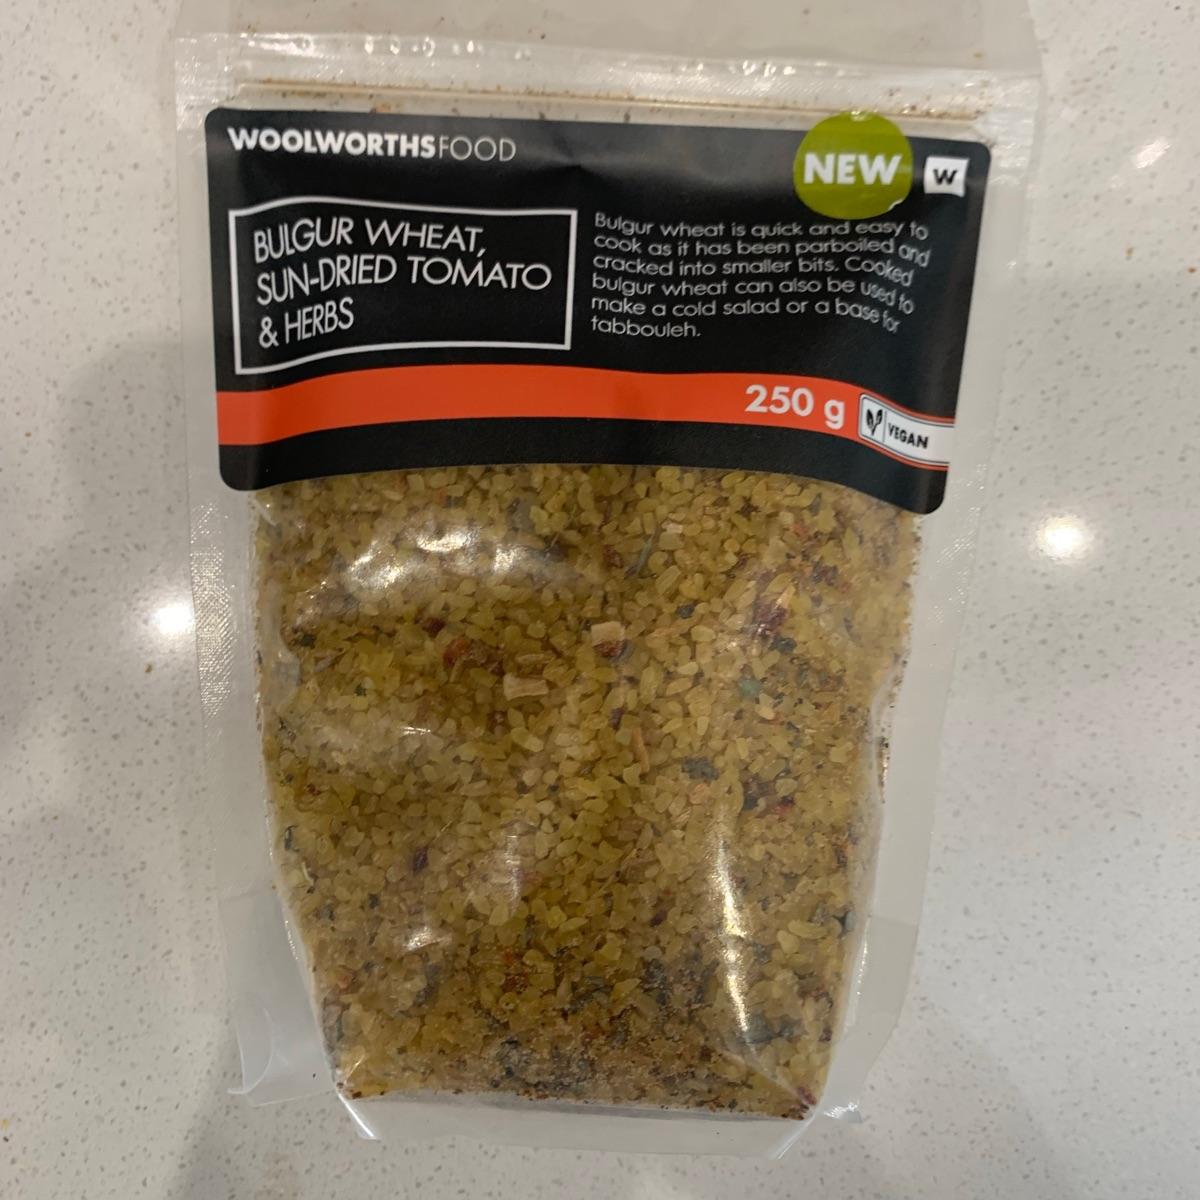 WOOLWORTHSFOOD
NEW
W
BULGUR WHEAT,
SUN-DRIED TOMATO
& HERBS
Bulgur wheat is quick and easy to
cook as it has been parboiled and
cracked into smaller bits. Cooked
bulgur wheat can also be used to
make a cold salad or a base for
tabbouleh.
250 g
VEGAN